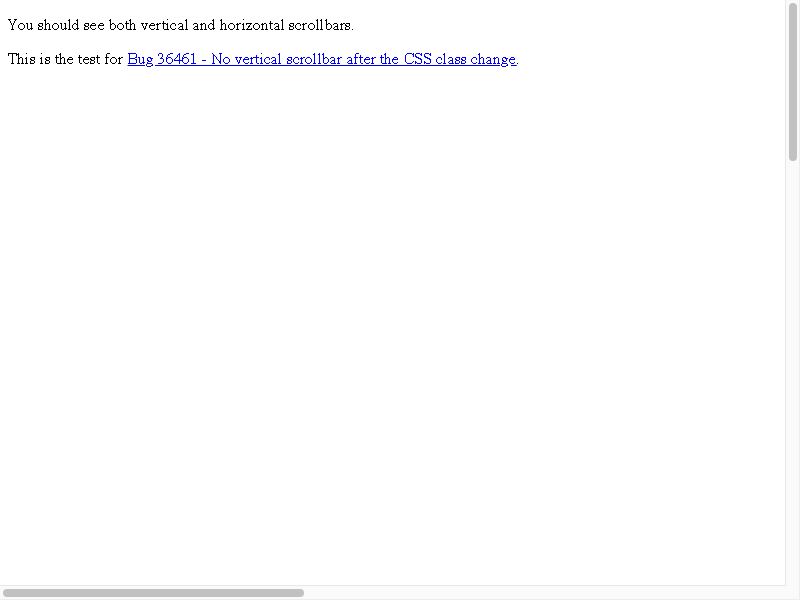 You should see both vertical and horizontal scrollbars.
This is the test for Bug 36461 - No vertical scrollbar after the CSS class change.